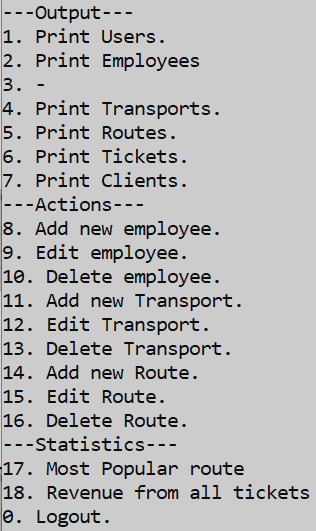 ---Output---
1. Print Users.
2. Print Employees
3. -
4. Print Transports.
5. Print Routes.
6. Print Tickets.
7. Print Clients.
---Actions---
8. Add new employee.
9. Edit employee.
10. Delete employee.
11. Add new Transport.
12. Edit Transport.
13. Delete Transport.
14. Add new Route.
15. Edit Route.
16. Delete Route.
---Statistics---
17. Most Popular route
18. Revenue from all tickets
0. Logout.